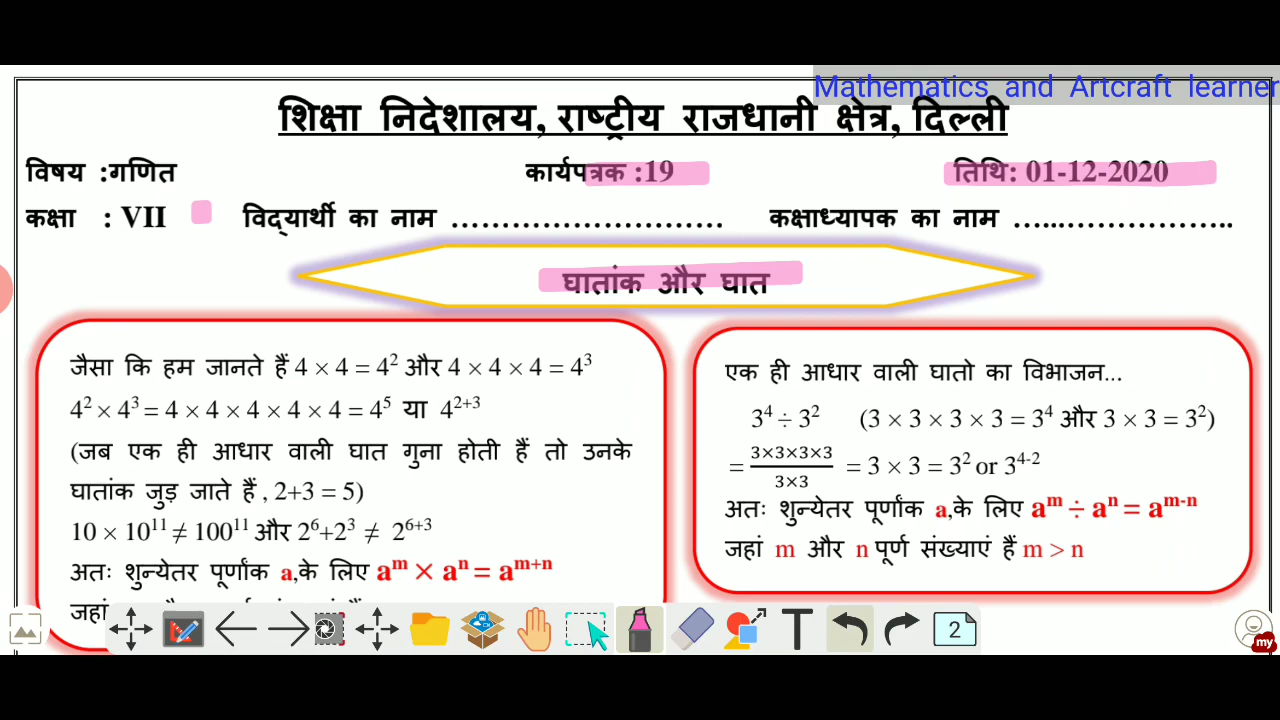 Mathematics and Artcraft learner
शिक्षा निदेशालय, राष्ट्रीय राजधानी क्षेत्र, दिल्ली
विषय :गणित कार्यपत्रक :19 तिथि: 01-12-2020
कक्षा : VII विद्यार्थी का नाम ………………………. कक्षाध्यापक का नाम …...……………..
घातांक और घात
जैसा कि हम जानते हैं 4 × 4 = 4² और 4 × 4 × 4 = 4³
4² × 4³ = 4 × 4 × 4 × 4 × 4 = 4⁵ या 4²⁺³
(जब एक ही आधार वाली घात गुना होती हैं तो उनके
घातांक जुड़ जाते हैं , 2+3 = 5)
10 × 10¹¹ ≠ 100¹¹ और 2⁶+2³ ≠ 2⁶⁺³
अतः शुन्येतर पूर्णांक a,के लिए aᵐ × aⁿ = aᵐ⁺ⁿ
जहां
एक ही आधार वाली घातो का विभाजन...
3⁴ ÷ 3² (3 × 3 × 3 × 3 = 3⁴ और 3 × 3 = 3²)
= 3×3×3×3 / 3×3 = 3 × 3 = 3² or 3⁴⁻²
अतः शुन्येतर पूर्णांक a,के लिए aᵐ ÷ aⁿ = aᵐ⁻ⁿ
जहां m और n पूर्ण संख्याएं हैं m > n
T
2
my